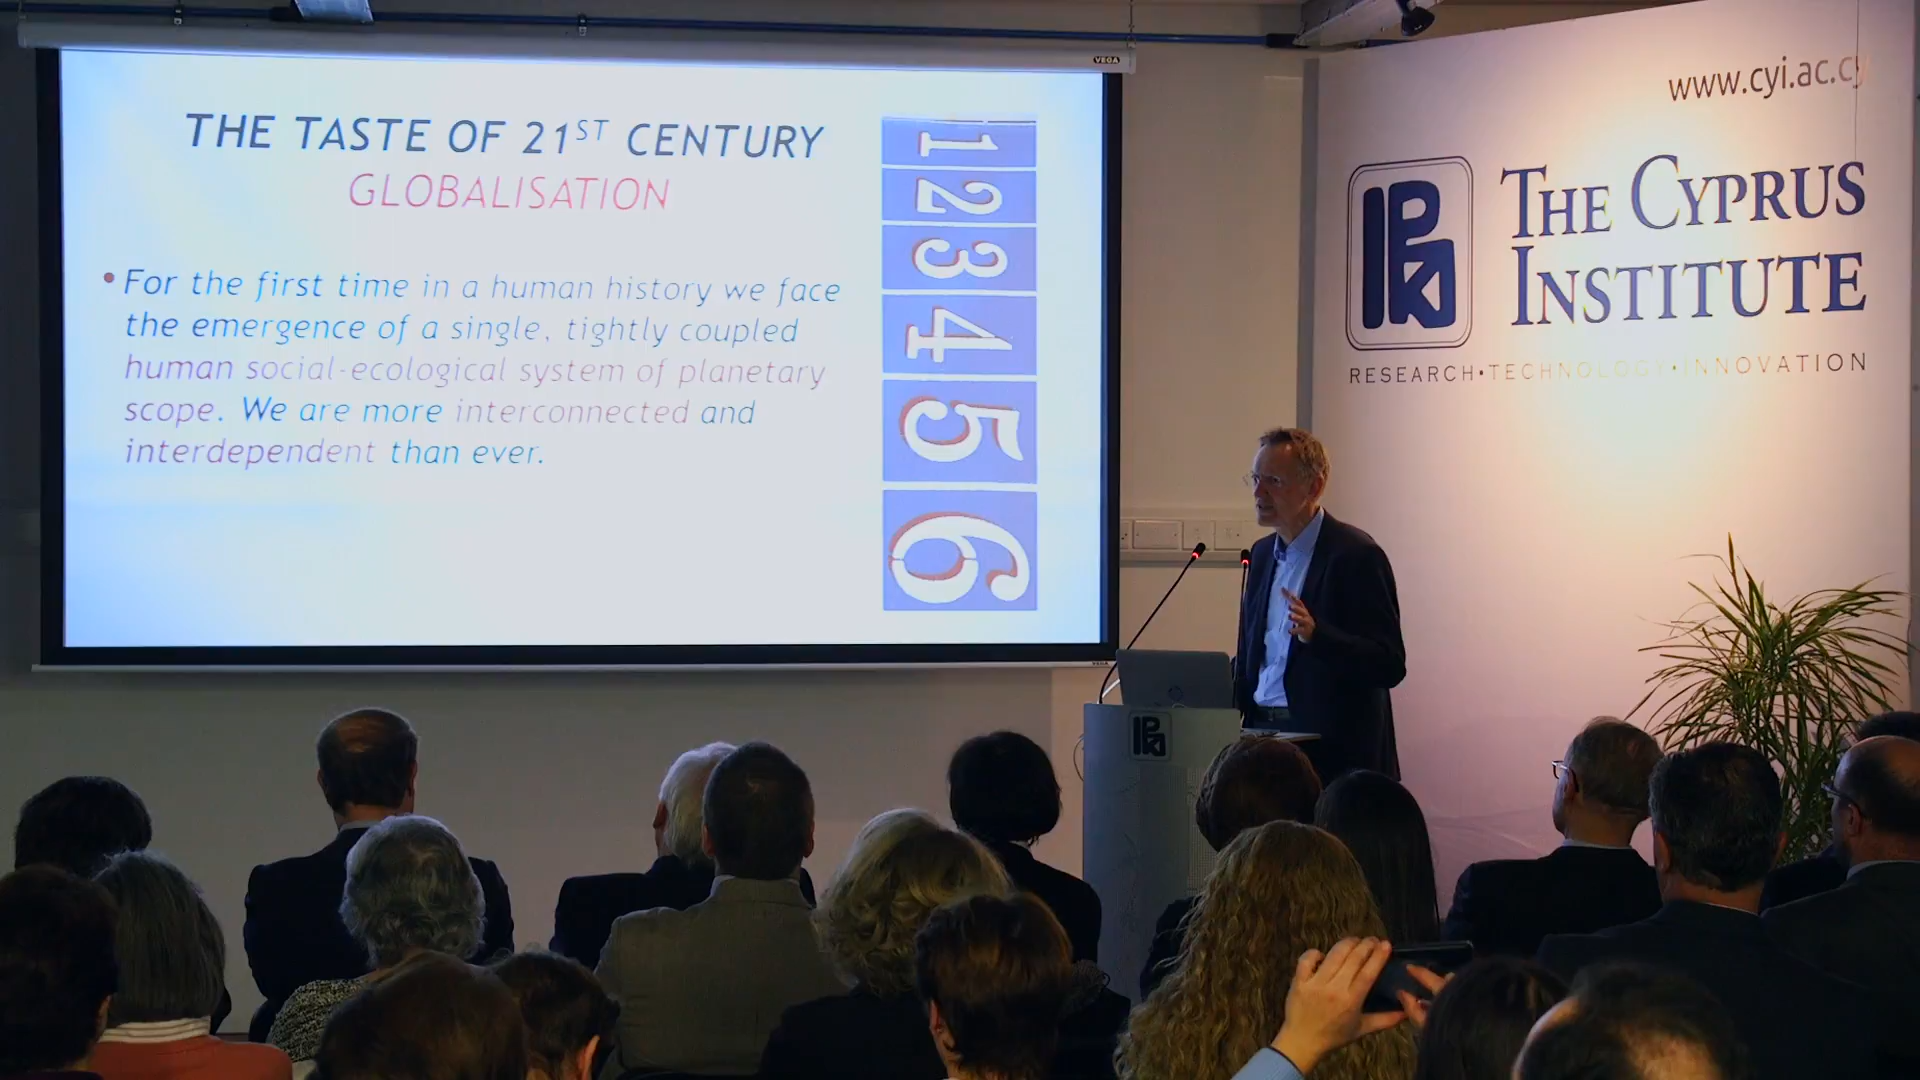 VEGA
THE TASTE OF 21ST CENTURY
GLOBALISATION
• For the first time in a human history we face
the emergence of a single, tightly coupled
human social-ecological system of planetary
scope. We are more interconnected and
interdependent than ever.
1
2
3
4
5
6
VEGA
www.cyi.ac.cy
THE CYPRUS
INSTITUTE
RESEARCH•TECHNOLOGY•INNOVATION